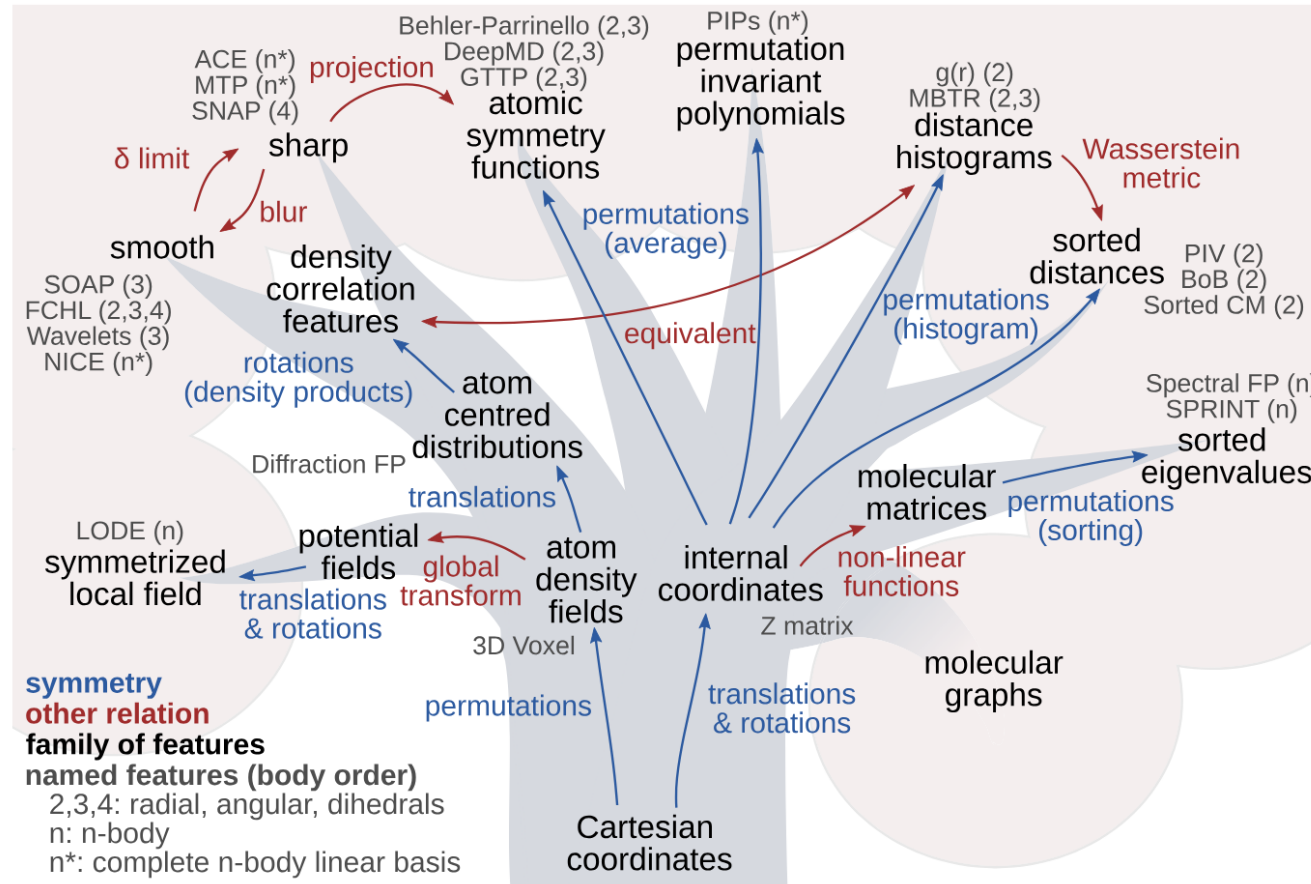 Behler-Parrinello (2,3)
DeepMD (2,3)
GTTP (2,3)
atomic
symmetry
functions
PIPs (n*)
permutation
invariant
polynomials
ACE (n*)
MTP (n*)
SNAP (4)
sharp
projection
g(r) (2)
MBTR (2,3)
distance
histograms
Wasserstein
metric
δ limit
blur
smooth
SOAP (3)
FCHL (2,3,4)
Wavelets (3)
NICE (n*)
density
correlation
features
permutations
(average)
sorted
distances
PIV (2)
BoB (2)
Sorted CM (2)
permutations
(histogram)
equivalent
rotations
(density products)
atom
centred
distributions
Diffraction FP
translations
Spectral FP (n)
SPRINT (n)
sorted
eigenvalues
molecular
matrices
permutations
(sorting)
LODE (n)
symmetrized
local field
potential
fields
translations
& rotations
global
transform
atom
density
fields
3D Voxel
internal
coordinates
Z matrix
non-linear
functions
molecular
graphs
permutations
translations
& rotations
Cartesian
coordinates
symmetry
other relation
family of features
named features (body order)
2,3,4: radial, angular, dihedrals
n: n-body
n*: complete n-body linear basis